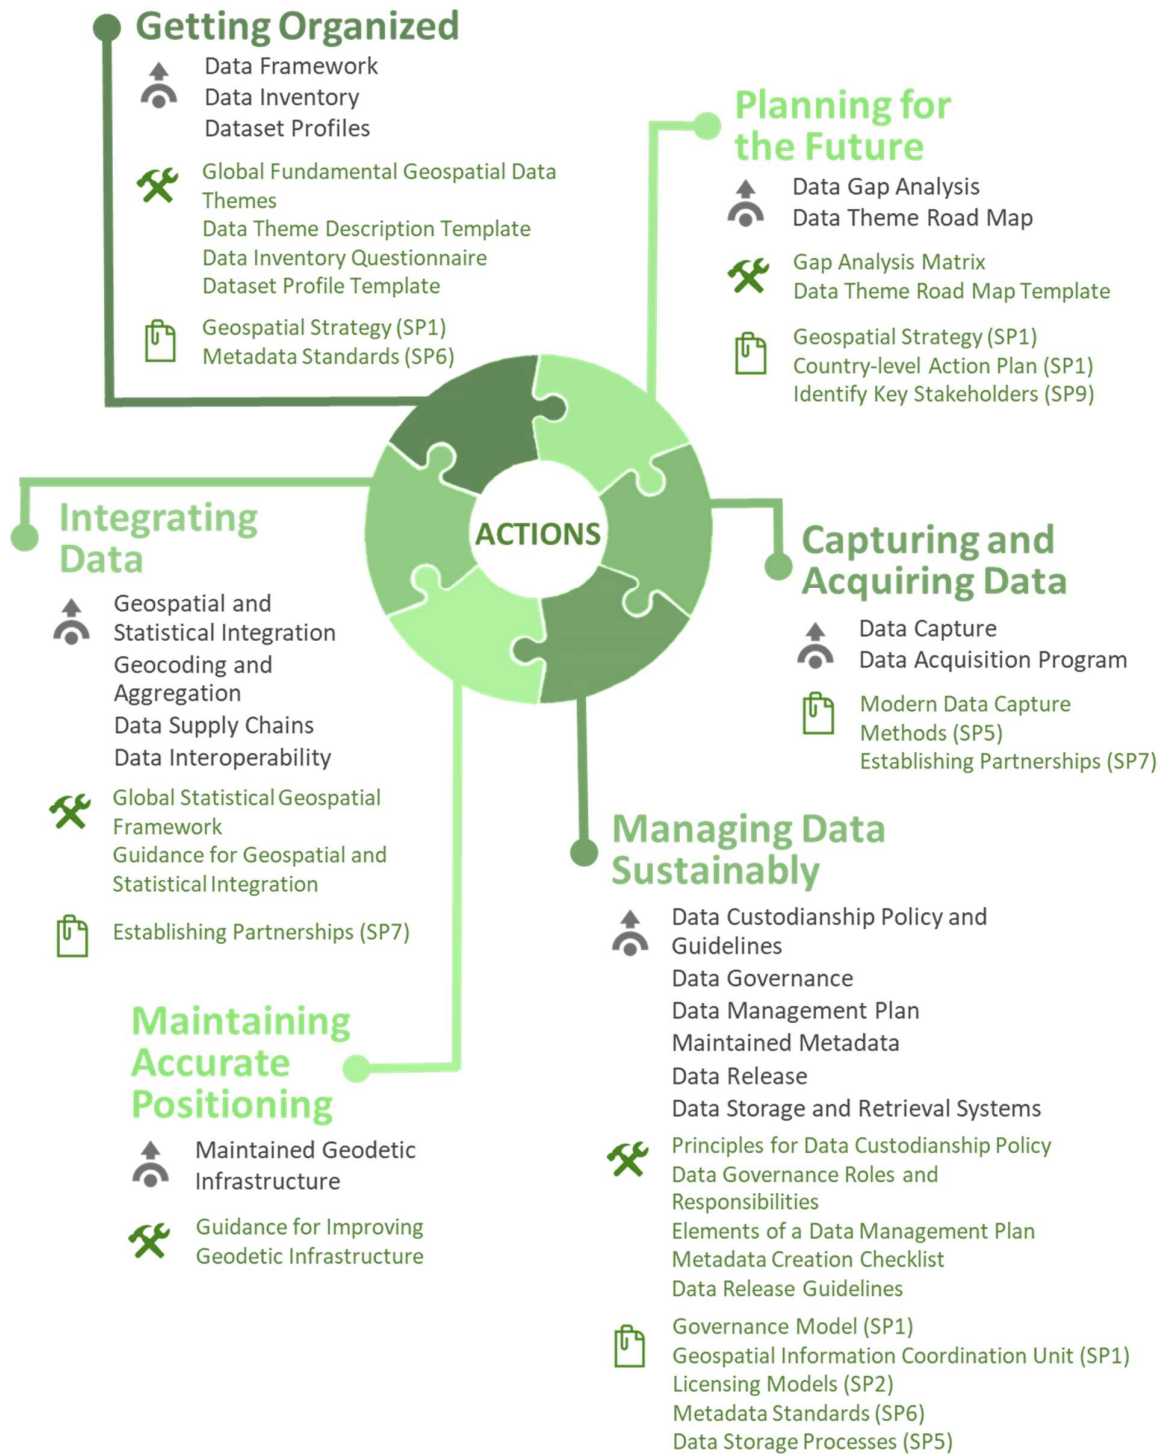 Getting Organized
Data Framework
Data Inventory
Dataset Profiles
Global Fundamental Geospatial Data
Themes
Data Theme Description Template
Data Inventory Questionnaire
Dataset Profile Template
Geospatial Strategy (SP1)
Metadata Standards (SP6)
Planning for
the Future
Data Gap Analysis
Data Theme Road Map
Gap Analysis Matrix
Data Theme Road Map Template
Geospatial Strategy (SP1)
Country-level Action Plan (SP1)
Identify Key Stakeholders (SP9)
ACTIONS
Capturing and
Acquiring Data
Data Capture
Data Acquisition Program
Modern Data Capture
Methods (SP5)
Establishing Partnerships (SP7)
Integrating
Data
Geospatial and
Statistical Integration
Geocoding and
Aggregation
Data Supply Chains
Data Interoperability
Global Statistical Geospatial
Framework
Guidance for Geospatial and
Statistical Integration
Establishing Partnerships (SP7)
Managing Data
Sustainably
Data Custodianship Policy and
Guidelines
Data Governance
Data Management Plan
Maintained Metadata
Data Release
Data Storage and Retrieval Systems
Principles for Data Custodianship Policy
Data Governance Roles and
Responsibilities
Elements of a Data Management Plan
Metadata Creation Checklist
Data Release Guidelines
Governance Model (SP1)
Geospatial Information Coordination Unit (SP1)
Licensing Models (SP2)
Metadata Standards (SP6)
Data Storage Processes (SP5)
Maintaining
Accurate
Positioning
Maintained Geodetic
Infrastructure
Guidance for Improving
Geodetic Infrastructure